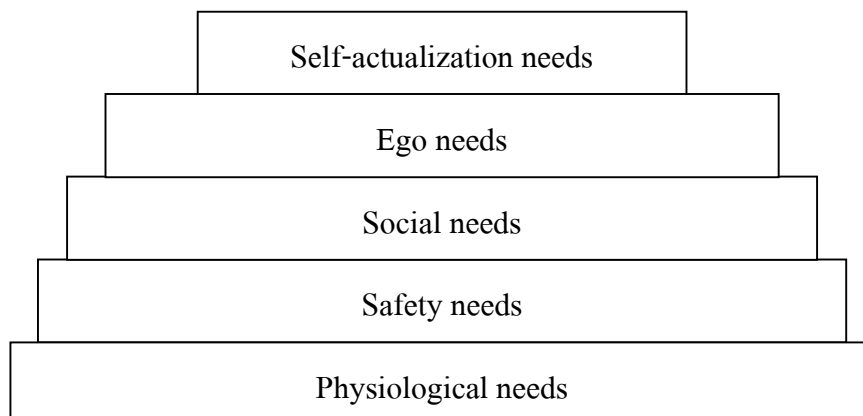 Self-actualization needs
Ego needs
Social needs
Safety needs
Physiological needs